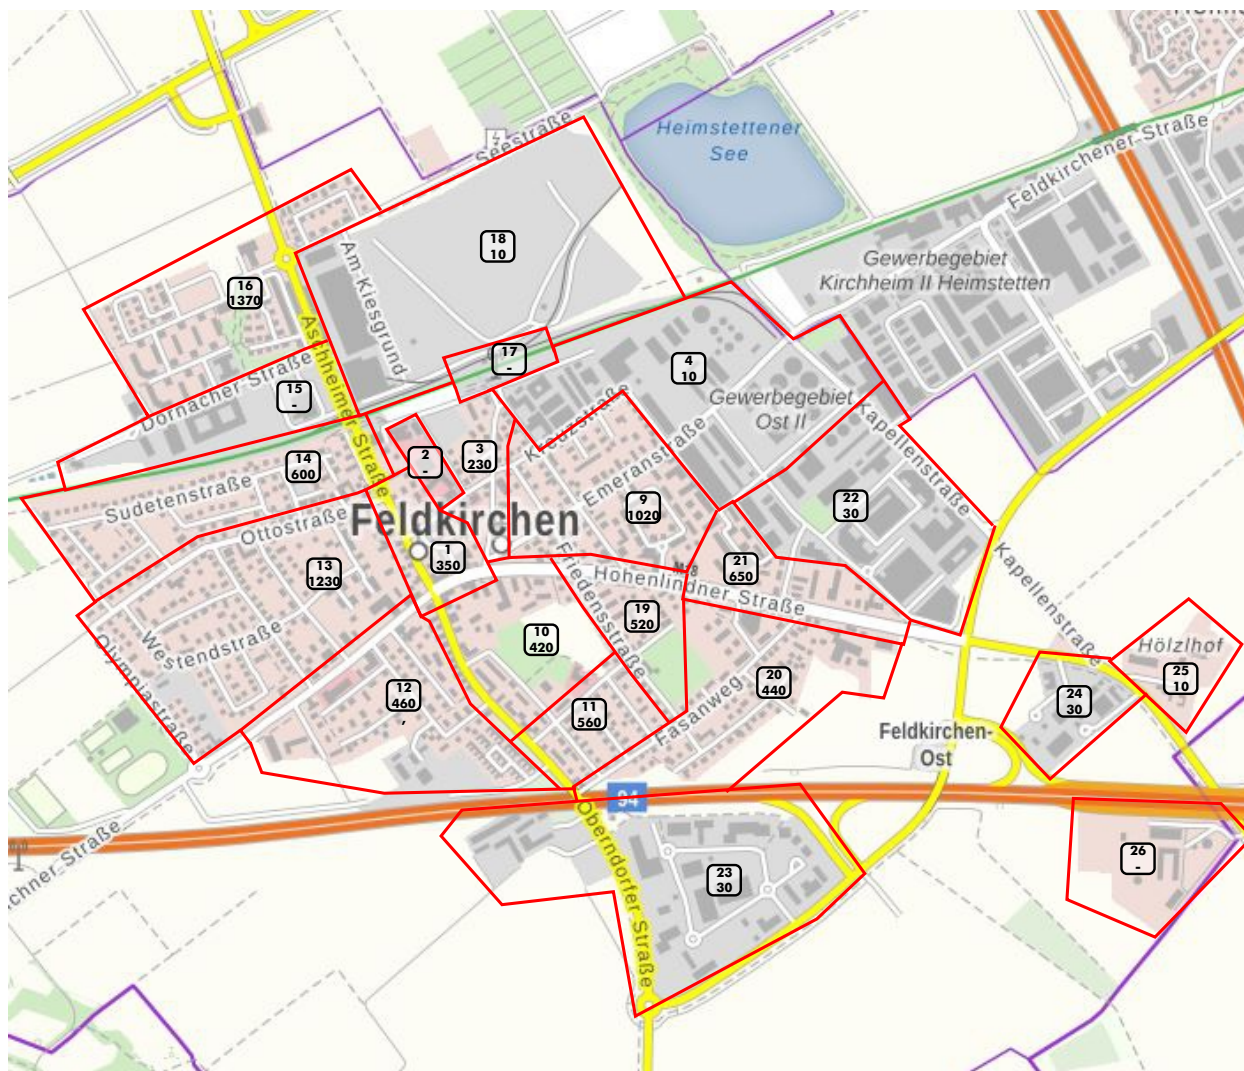 Heimstettener
See
Seestraße
Feldkirchener Straße
18
10
Am Kiesgrund
Gewerbegebiet
Kirchheim II Heimstetten
16
1370
Aschheimer Straße
17
-
4
10
Dornacher Straße
15
-
Kreuzstraße
Gewerbegebiet
Ost II
Kapellenstraße
Emeranstraße
14
600
2
-
3
230
Sudetenstraße
9
1020
22
30
Ottostraße
Feldkirchen
13
1230
1
350
21
650
Hohenlindner Straße
Friedensstraße
Kapellenstraße
19
520
10
420
Westendstraße
Olympiastraße
12
460
,
11
560
Fasanweg
20
440
Hölzlhof
25
10
24
30
Feldkirchen-
Ost
94
Oberndorfer Straße
23
30
26
-